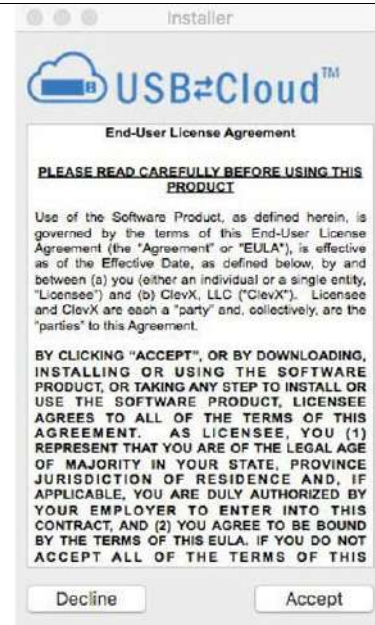 Installer
USB⇄Cloud™
End-User License Agreement
PLEASE READ CAREFULLY BEFORE USING THIS
PRODUCT
Use of the Software Product, as defined herein, is
governed by the terms of this End-User License
Agreement (the "Agreement" or "EULA"), is effective
as of the Effective Date, as defined below, by and
between (a) you (either an individual or a single entity,
"Licensee") and (b) ClevX, LLC ("ClevX"). Licensee
and ClevX are each a "party" and, collectively, are the
"parties" to this Agreement.
BY CLICKING "ACCEPT", OR BY DOWNLOADING,
INSTALLING OR USING THE SOFTWARE
PRODUCT, OR TAKING ANY STEP TO INSTALL OR
USE THE SOFTWARE PRODUCT, LICENSEE
AGREES TO ALL OF THE TERMS OF THIS
AGREEMENT. AS LICENSEE, YOU (1)
REPRESENT THAT YOU ARE OF THE LEGAL AGE
OF MAJORITY IN YOUR STATE, PROVINCE
JURISDICTION OF RESIDENCE AND, IF
APPLICABLE, YOU ARE DULY AUTHORIZED BY
YOUR EMPLOYER TO ENTER INTO THIS
CONTRACT, AND (2) YOU AGREE TO BE BOUND
BY THE TERMS OF THIS EULA. IF YOU DO NOT
ACCEPT ALL OF THE TERMS OF THIS
Decline Accept